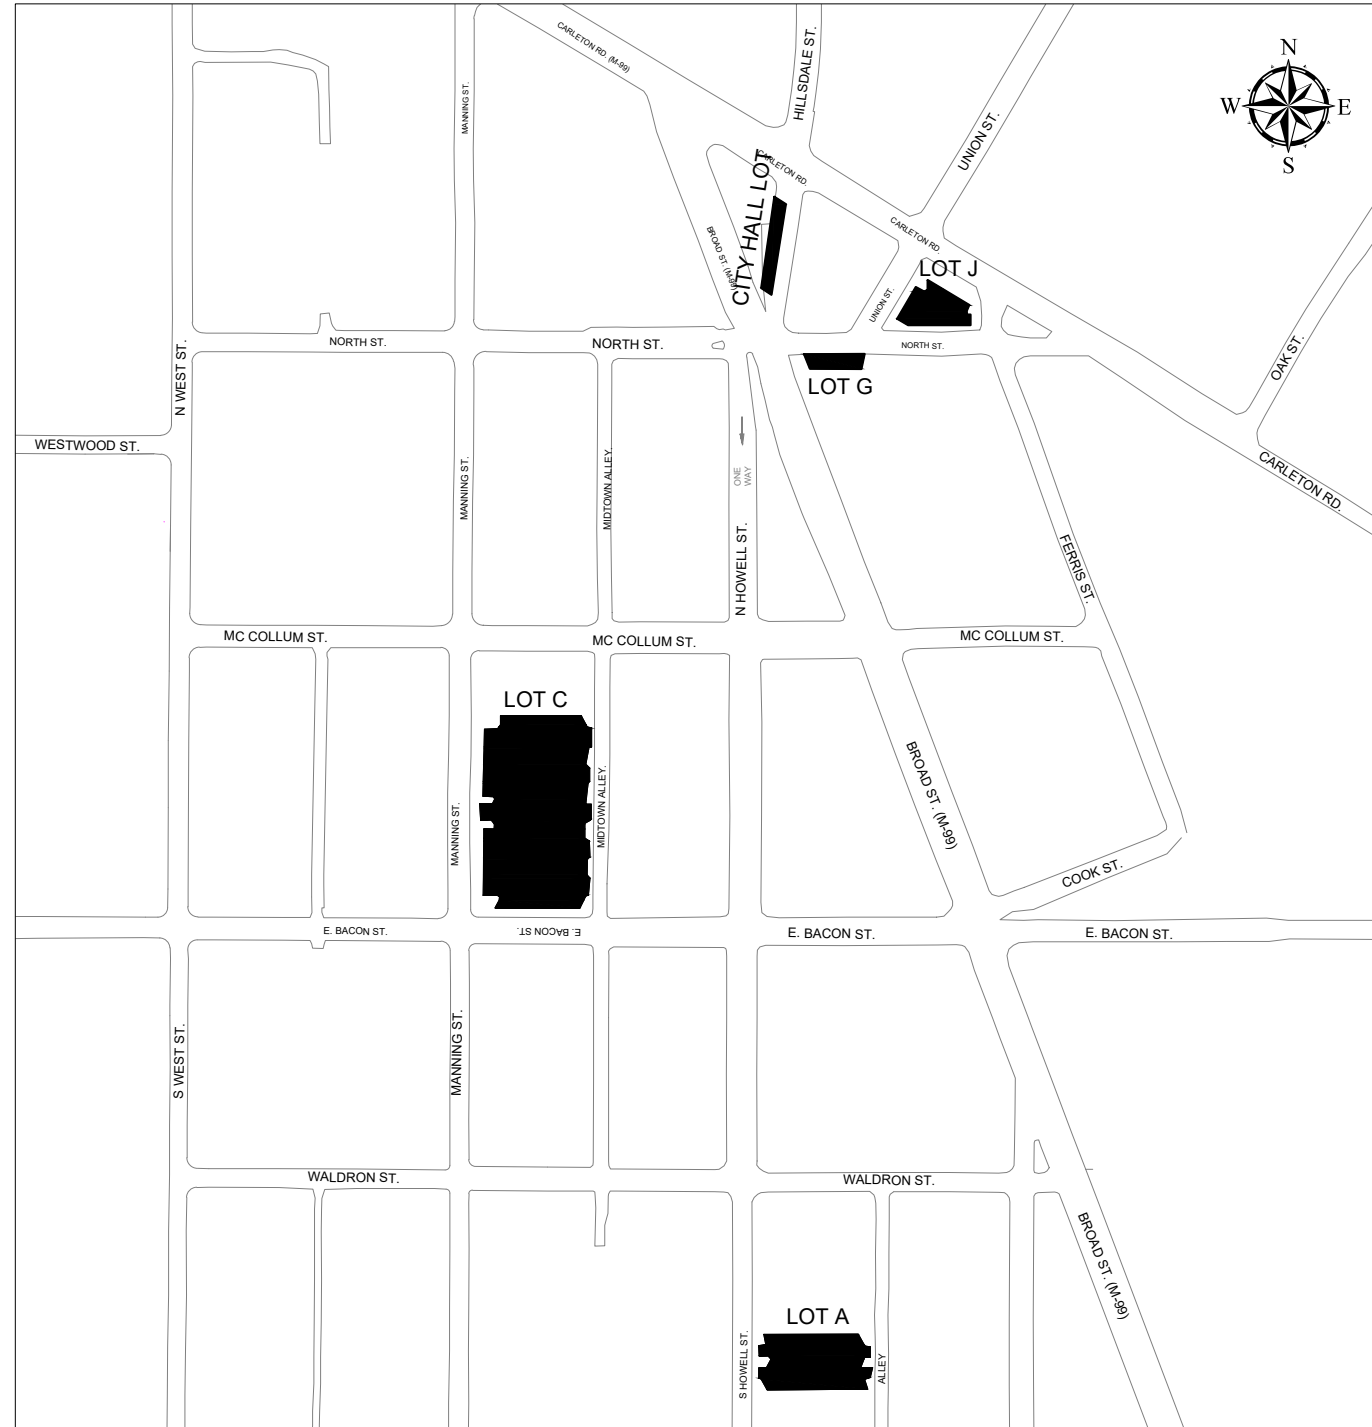 CARLETON RD. (M-99)
HILLSDALE ST.
N
MANNING ST.
W
E
UNION ST.
S
CARLETON RD.
CITY HALL LOT
BROAD ST. (M-99)
CARLETON RD.
LOT J
UNION ST.
NORTH ST.
NORTH ST.
NORTH ST.
N WEST ST.
OAK ST.
LOT G
WESTWOOD ST.
ONE
WAY
MANNING ST.
MIDTOWN ALLEY.
CARLETON RD.
N HOWELL ST.
FERRIS ST.
MC COLLUM ST.
MC COLLUM ST.
MC COLLUM ST.
LOT C
BROAD ST. (M-99)
MIDTOWN ALLEY.
MANNING ST.
COOK ST.
E. BACON ST.
E. BACON ST.
E. BACON ST.
E. BACON ST.
S WEST ST.
MANNING ST.
WALDRON ST.
WALDRON ST.
BROAD ST. (M-99)
LOT A
S HOWELL ST.
ALLEY